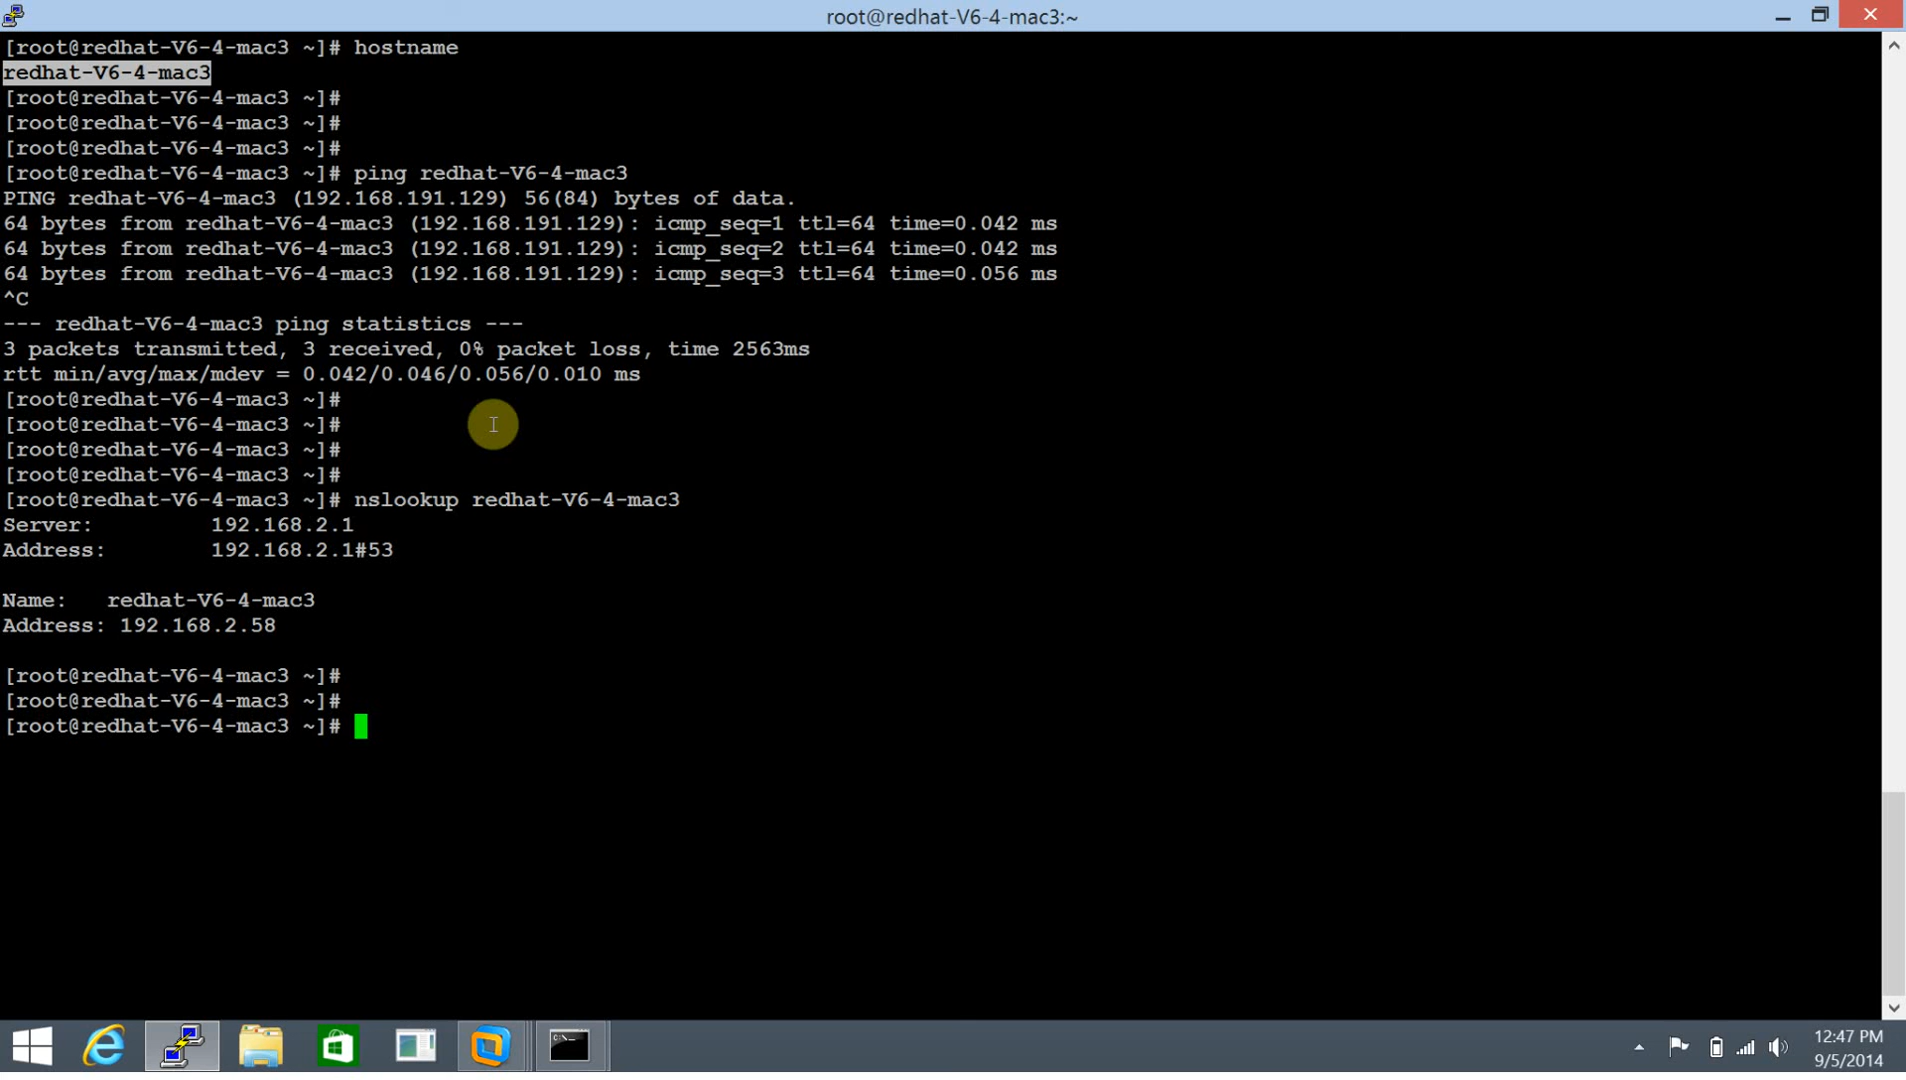 root@redhat-V6-4-mac3:~
[root@redhat-V6-4-mac3 ~]# hostname
redhat-V6-4-mac3
[root@redhat-V6-4-mac3 ~]#
[root@redhat-V6-4-mac3 ~]#
[root@redhat-V6-4-mac3 ~]#
[root@redhat-V6-4-mac3 ~]# ping redhat-V6-4-mac3
PING redhat-V6-4-mac3 (192.168.191.129) 56(84) bytes of data.
64 bytes from redhat-V6-4-mac3 (192.168.191.129): icmp_seq=1 ttl=64 time=0.042 ms
64 bytes from redhat-V6-4-mac3 (192.168.191.129): icmp_seq=2 ttl=64 time=0.042 ms
64 bytes from redhat-V6-4-mac3 (192.168.191.129): icmp_seq=3 ttl=64 time=0.056 ms
^C
--- redhat-V6-4-mac3 ping statistics ---
3 packets transmitted, 3 received, 0% packet loss, time 2563ms
rtt min/avg/max/mdev = 0.042/0.046/0.056/0.010 ms
[root@redhat-V6-4-mac3 ~]#
[root@redhat-V6-4-mac3 ~]#
[root@redhat-V6-4-mac3 ~]#
[root@redhat-V6-4-mac3 ~]#
[root@redhat-V6-4-mac3 ~]# nslookup redhat-V6-4-mac3
Server:         192.168.2.1
Address:        192.168.2.1#53
Name:   redhat-V6-4-mac3
Address: 192.168.2.58
[root@redhat-V6-4-mac3 ~]#
[root@redhat-V6-4-mac3 ~]#
[root@redhat-V6-4-mac3 ~]#
12:47 PM
9/5/2014